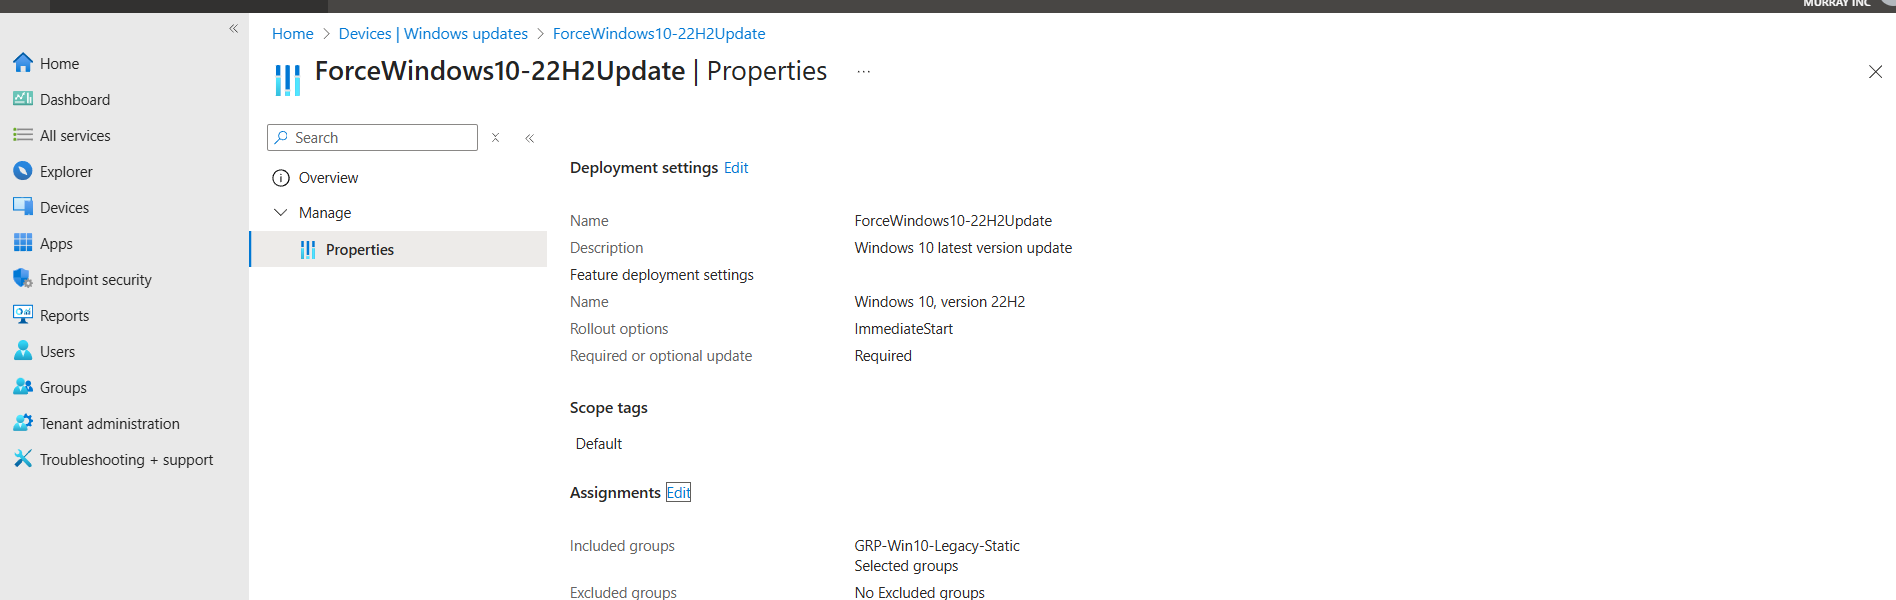 MURRAY INC
Home > Devices | Windows updates > ForceWindows10-22H2Update
ForceWindows10-22H2Update | Properties ...
Home
Dashboard
All services
Explorer
Devices
Apps
Endpoint security
Reports
Users
Groups
Tenant administration
Troubleshooting + support
Search
Overview
Manage
Properties
Deployment settings Edit
Name ForceWindows10-22H2Update
Description Windows 10 latest version update
Feature deployment settings
Name Windows 10, version 22H2
Rollout options ImmediateStart
Required or optional update Required
Scope tags
Default
Assignments Edit
Included groups GRP-Win10-Legacy-Static
Selected groups
Excluded groups No Excluded groups